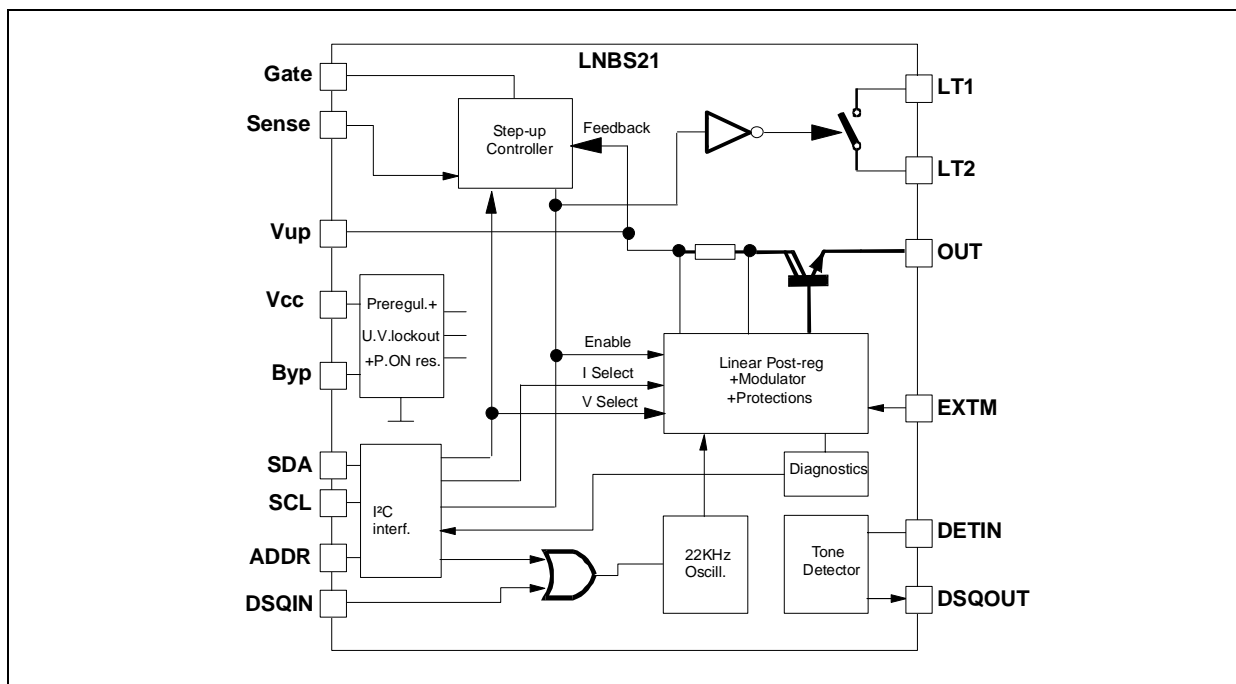 LNBS21
Gate
LT1
Sense
Step-up
Controller
Feedback
LT2
Vup
OUT
Vcc
Preregul.+
U.V.lockout
+P.ON res.
Byp
Enable
I Select
V Select
Linear Post-reg
+Modulator
+Protections
EXTM
SDA
SCL
ADDR
DSQIN
I²C
interf.
Diagnostics
22KHz
Oscill.
Tone
Detector
DETIN
DSQOUT